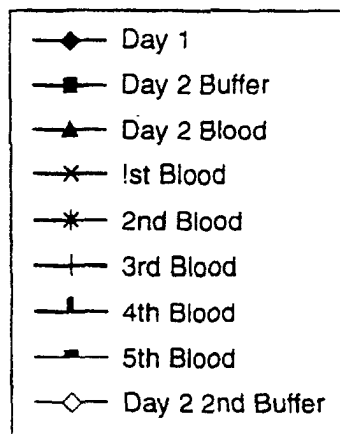 Day 1
Day 2 Buffer
Day 2 Blood
!st Blood
2nd Blood
3rd Blood
4th Blood
5th Blood
Day 2 2nd Buffer